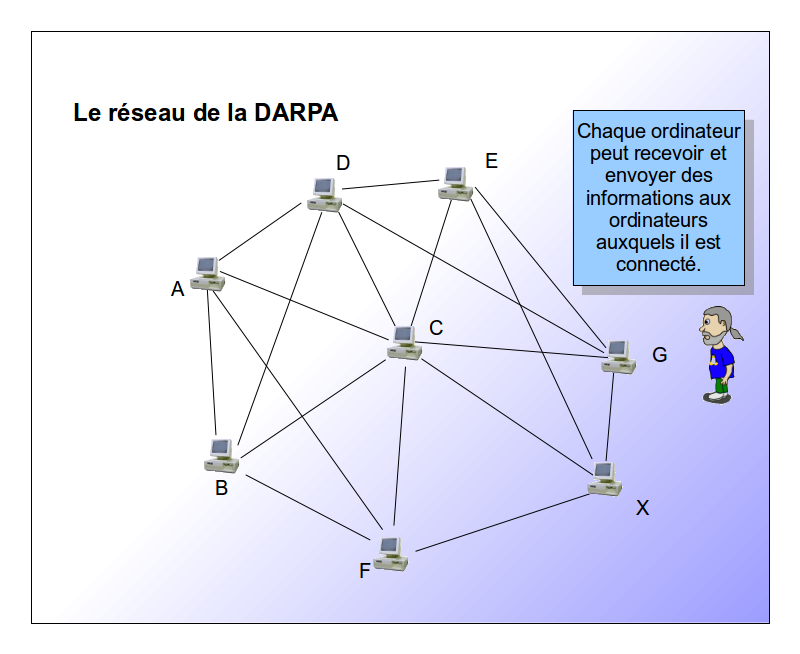 Le réseau de la DARPA
Chaque ordinateur
peut recevoir et
envoyer des
informations aux
ordinateurs
auxquels il est
connecté.
D
E
A
C
G
B
X
F